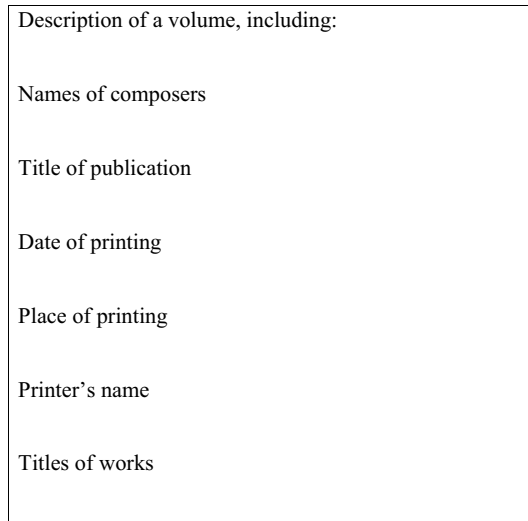 Description of a volume, including:
Names of composers
Title of publication
Date of printing
Place of printing
Printer’s name
Titles of works